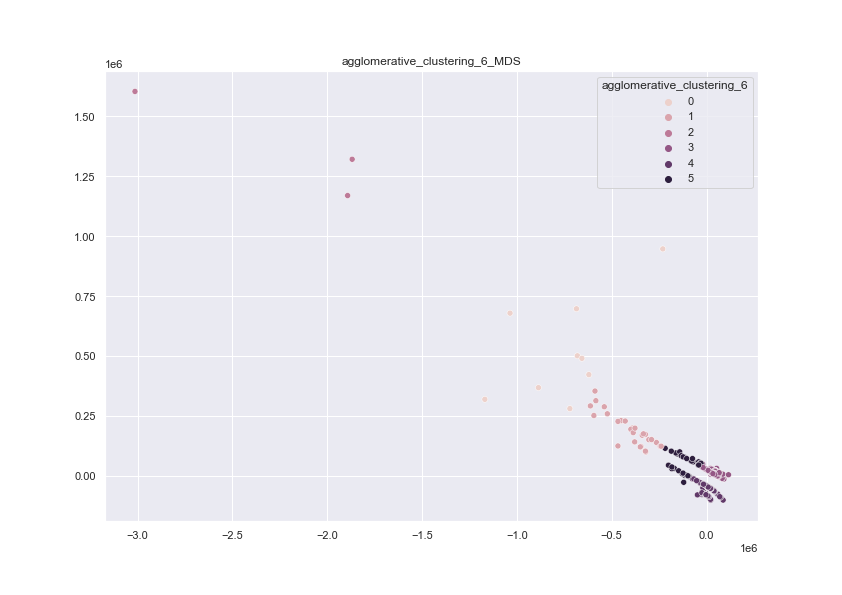 agglomerative_clustering_6_MDS
1e6
agglomerative_clustering_6
0
1
2
3
4
5
1.50
1.25
1.00
0.75
0.50
0.25
0.00
−3.0 −2.5 −2.0 −1.5 −1.0 −0.5 0.0
1e6